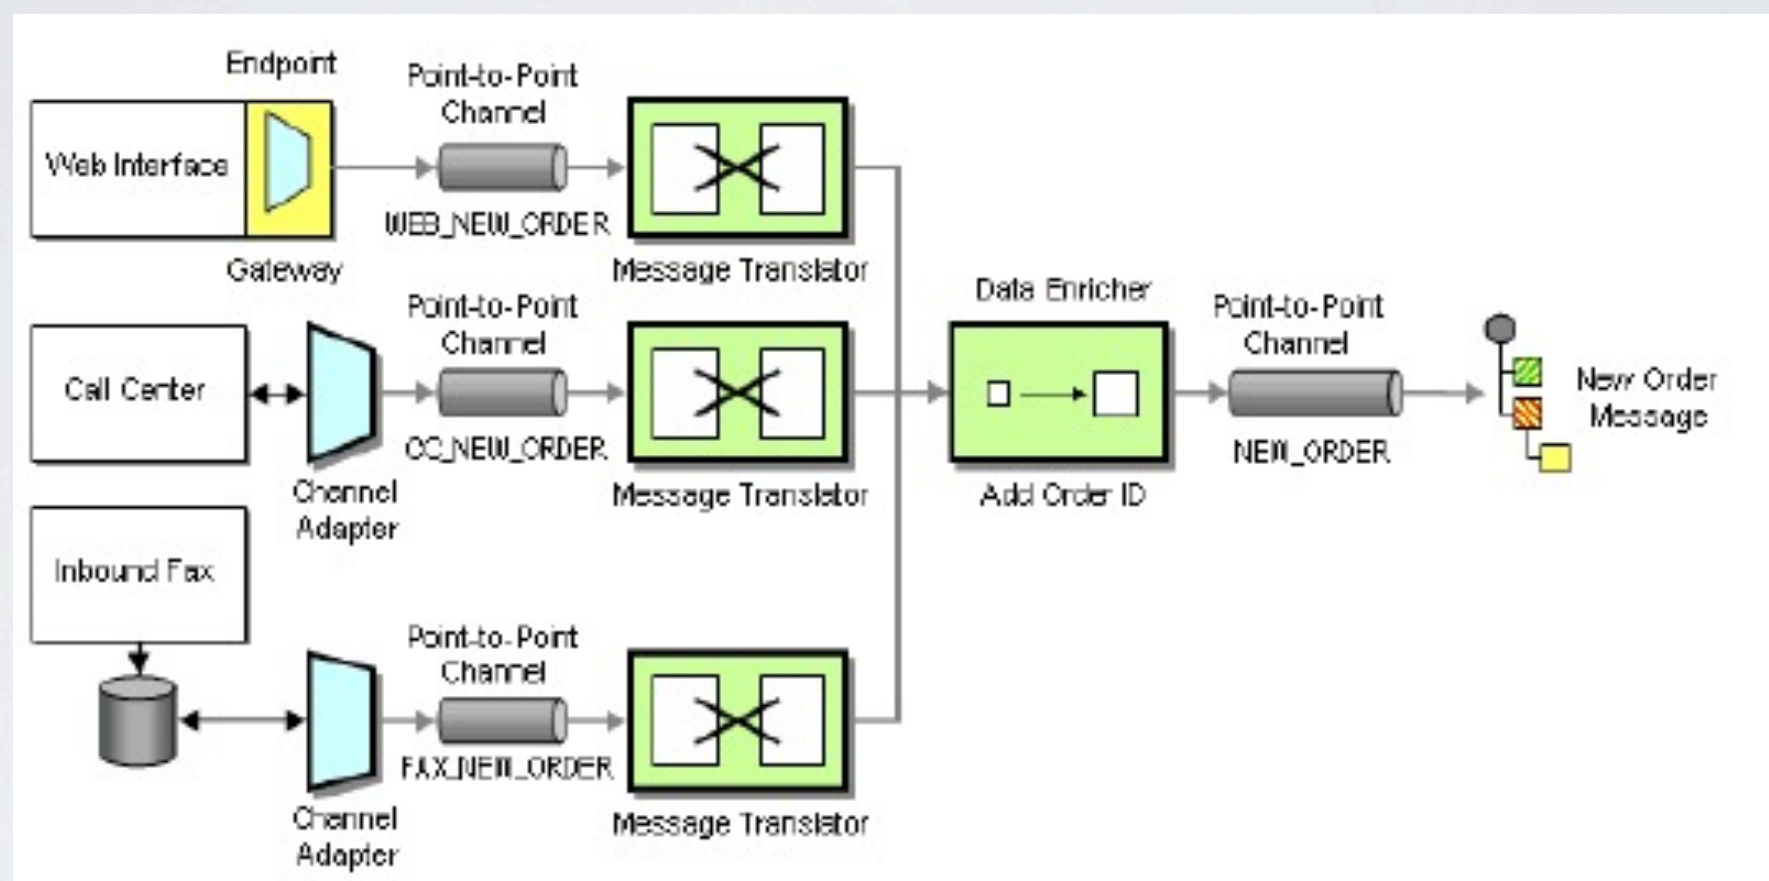 Endpoint
Point-to-Point
Channel
Web Interface
WEB_NEW_ORDER
Gateway
Message Translator
Point-to-Point
Channel
Call Center
CC_NEW_ORDER
Channel
Adapter
Message Translator
Data Enricher
Add Order ID
Point-to-Point
Channel
NEW_ORDER
New Order
Message
Inbound Fax
Point-to-Point
Channel
FAX_NEW_ORDER
Channel
Adapter
Message Translator